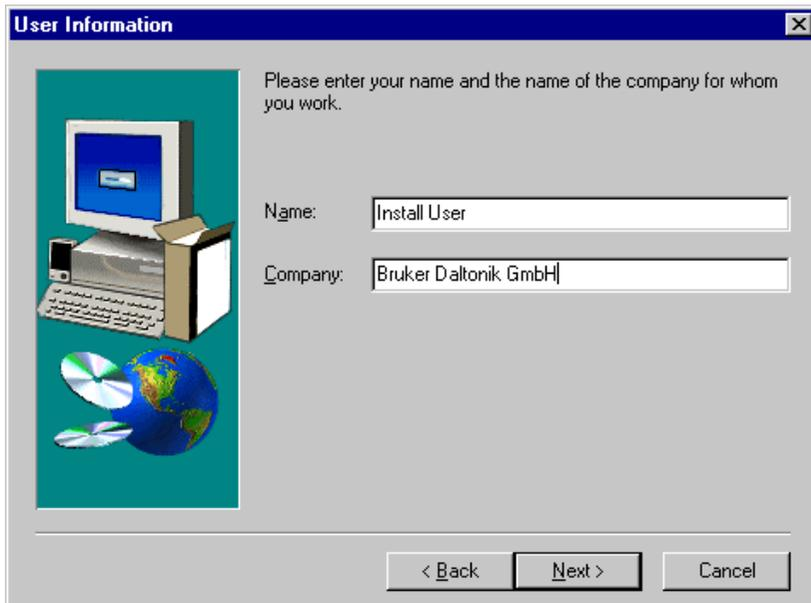 User Information
Please enter your name and the name of the company for whom
you work.
Name: Install User
Company: Bruker Daltonik GmbH
< Back Next > Cancel